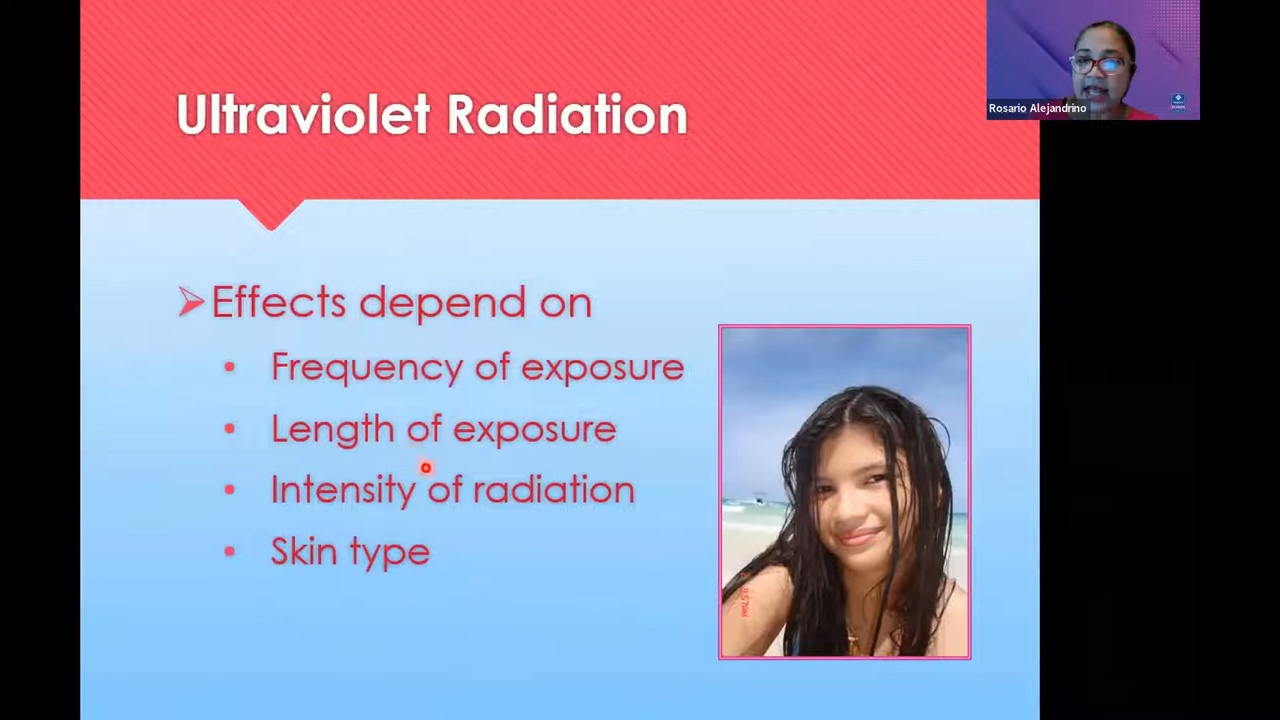 Ultraviolet Radiation
Rosario Alejandrino
➢Effects depend on
• Frequency of exposure
• Length of exposure
• Intensity of radiation
• Skin type